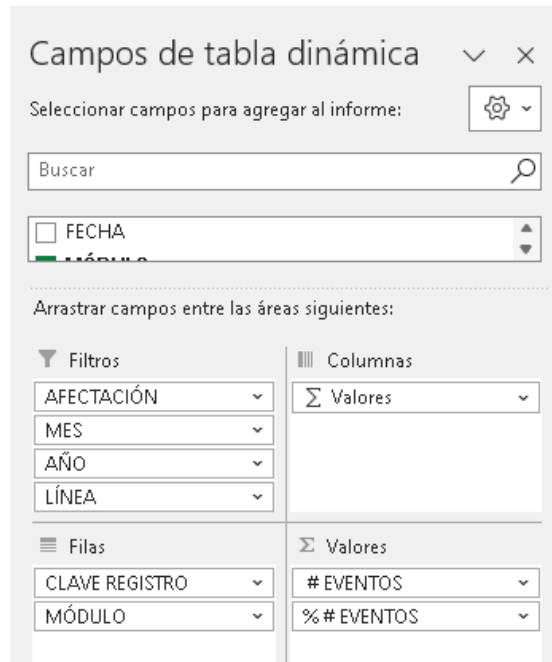 Campos de tabla dinámica
Seleccionar campos para agregar al informe:
Buscar
FECHA
MÓDULO
Arrastrar campos entre las áreas siguientes:
Filtros
Columnas
AFECTACIÓN
Σ Valores
MES
AÑO
LÍNEA
Filas
Σ Valores
CLAVE REGISTRO
# EVENTOS
MÓDULO
% # EVENTOS